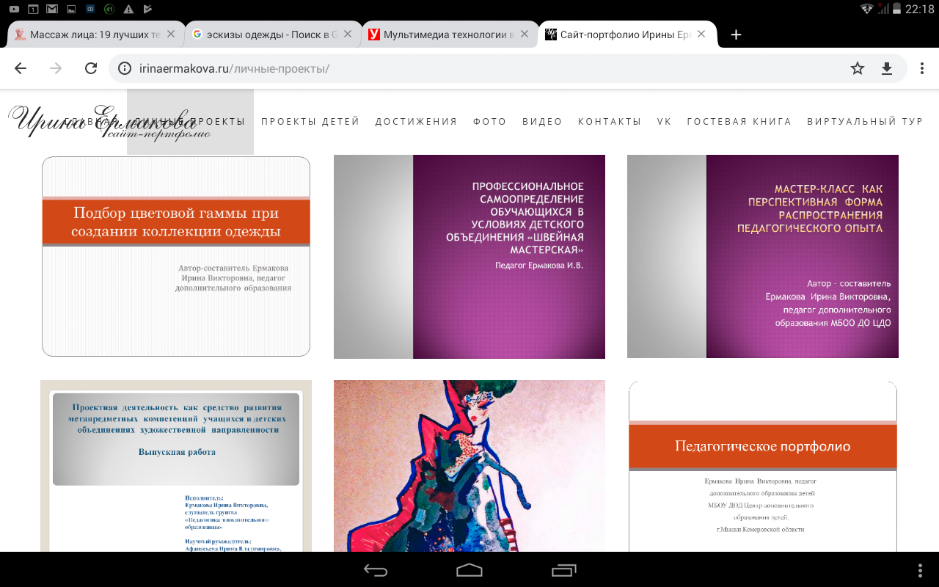 22:18
Массаж лица: 19 лучших те
эскизы одежды - Поиск в G
Мультимедиа технологии в
Сайт-портфолио Ирины Ерм
irinaermakova.ru/личные-проекты/
Ирина Ермакова
сайт-портфолио
ГЛАВНАЯ ЛИЧНЫЕ ПРОЕКТЫ ПРОЕКТЫ ДЕТЕЙ ДОСТИЖЕНИЯ ФОТО ВИДЕО КОНТАКТЫ VK ГОСТЕВАЯ КНИГА ВИРТУАЛЬНЫЙ ТУР
Подбор цветовой гаммы при
создании коллекции одежды
Автор-составитель Ермакова
Ирина Викторовна, педагог
дополнительного образования
ПРОФЕССИОНАЛЬНОЕ
САМООПРЕДЕЛЕНИЕ
ОБУЧАЮЩИХСЯ В
УСЛОВИЯХ ДЕТСКОГО
ОБЪЕДИНЕНИЯ «ШВЕЙНАЯ
МАСТЕРСКАЯ»
Педагог Ермакова И.В.
МАСТЕР-КЛАСС КАК
ПЕРСПЕКТИВНАЯ ФОРМА
РАСПРОСТРАНЕНИЯ
ПЕДАГОГИЧЕСКОГО ОПЫТА
Автор - составитель
Ермакова Ирина Викторовна,
педагог дополнительного
образования МБОО ДО ЦДО
Проектная деятельность как средство развития
метапредметных компетенций учащихся в детских
объединениях художественной направленности
Выпускная работа
Исполнитель:
Ермакова Ирина Викторовна,
слушатель группы
«Педагогика дополнительного
образования»
Научный руководитель:
Педагогическое портфолио
Ермакова Ирина Викторовна, педагог
дополнительного образования детей
МБОУ ДОД Центр дополнительного
образования детей,
г.Мыски Кемеровской области